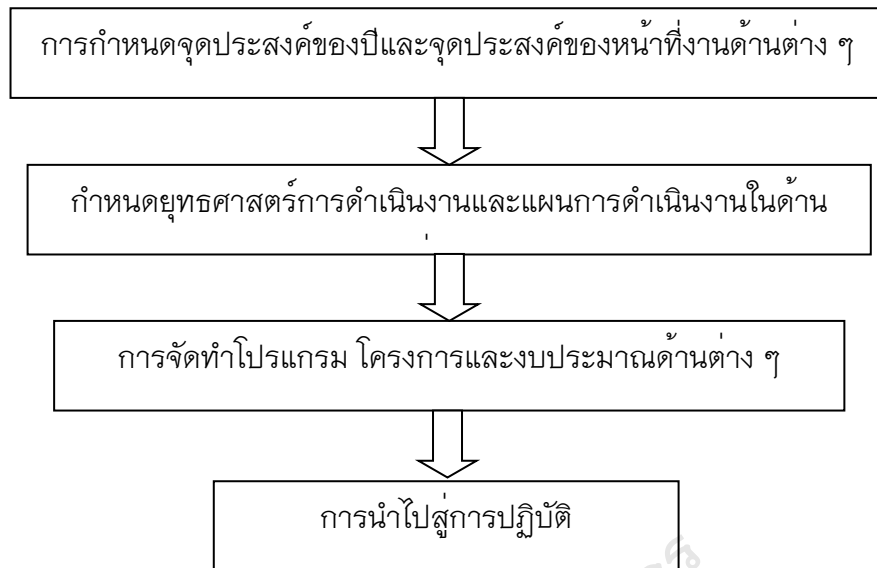 การกำหนดจุดประสงค์ของปีและจุดประสงค์ของหน้าที่งานด้านต่าง ๆ
กำหนดยุทธศาสตร์การดำเนินงานและแผนการดำเนินงานในด้าน
การจัดทำโปรแกรม โครงการและงบประมาณด้านต่าง ๆ
การนำไปสู่การปฏิบัติ